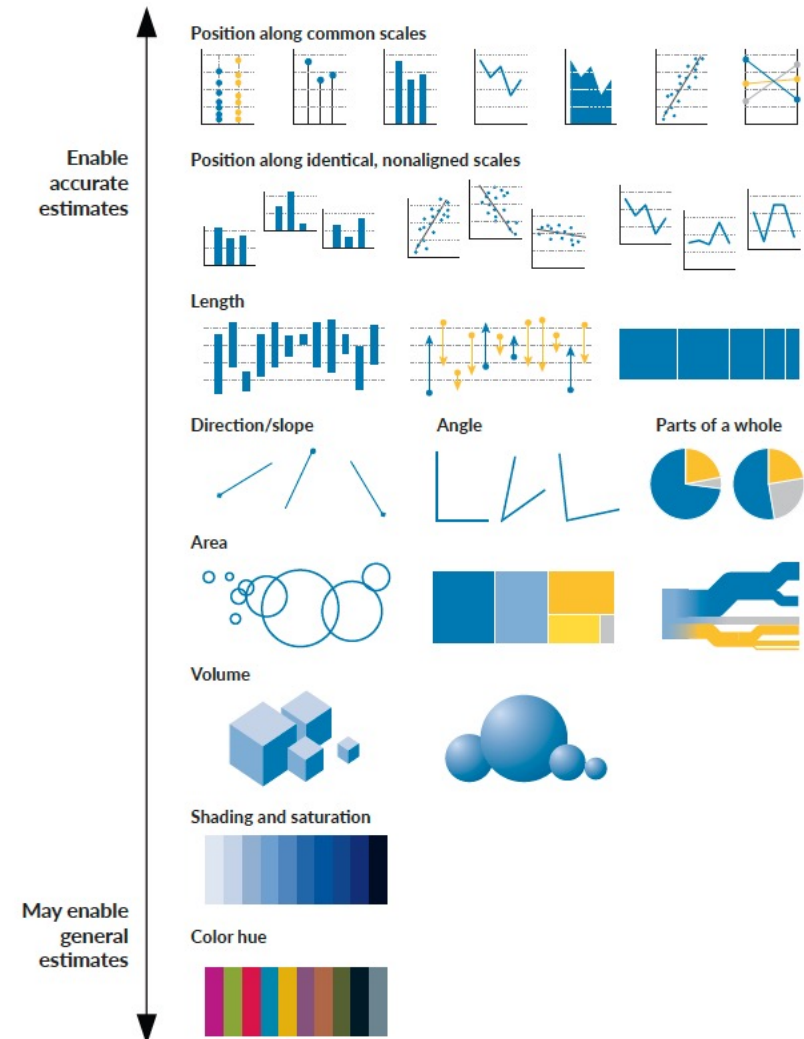 Position along common scales
Enable
accurate
estimates
Position along identical, nonaligned scales
Length
Direction/slope
Angle
Parts of a whole
Area
Volume
Shading and saturation
May enable
general
estimates
Color hue